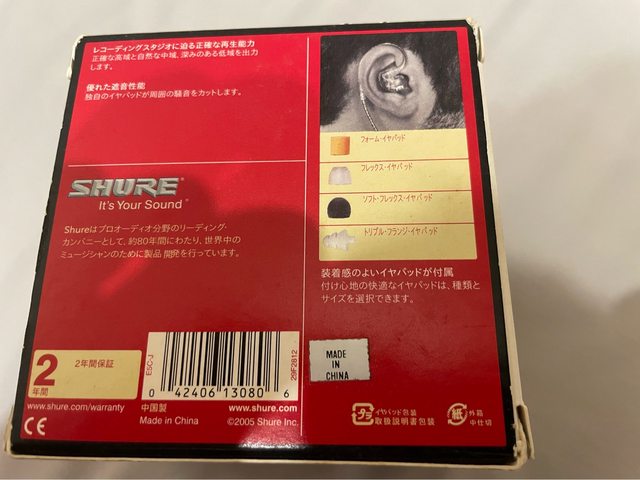 レコーディングスタジオに迫る正確な再生能力
正確な高域と自然な中域、深みのある低域を出力
します。
優れた遮音性能
独自のイヤパッドが周囲の騒音をカットします。
SHURE®
It's Your Sound™
Shureはプロオーディオ分野のリーディング・
カンパニーとして、約80年間にわたり、世界中の
ミュージシャンのために製品 開発を行っています。
フォーム・イヤパッド
フレックス・イヤパッド
ソフト・フレックス・イヤパッド
トリプル・フランジ・イヤパッド
装着感のよいイヤパッドが付属
付け心地の快適なイヤパッドは、種類と
サイズを選択できます。
2
年間
2年間保証
www.shure.com/warranty
CE
E5C-J
0 42406 13080 6
29F2812
中国製
Made in China
www.shure.com
©2005 Shure Inc.
MADE
IN
CHINA
プラ
イヤパッド包装
取扱説明書包装
紙
外箱
中仕切